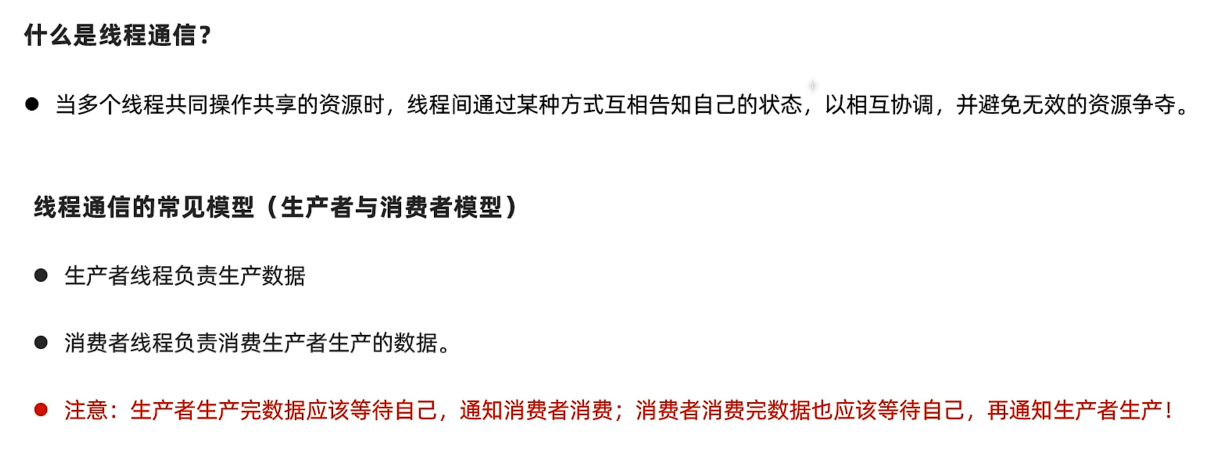 什么是线程通信？
● 当多个线程共同操作共享的资源时，线程间通过某种方式互相告知自己的状态，以相互协调，并避免无效的资源争夺。
线程通信的常见模型（生产者与消费者模型）
● 生产者线程负责生产数据
● 消费者线程负责消费生产者生产的数据。
● 注意：生产者生产完数据应该等待自己，通知消费者消费；消费者消费完数据也应该等待自己，再通知生产者生产！